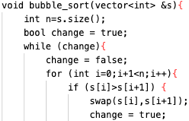 void bubble_sort(vector<int> &s){
    int n=s.size();
    bool change = true;
    while (change){
        change = false;
        for (int i=0;i+1<n;i++){
            if (s[i]>s[i+1]) {
                swap(s[i],s[i+1]);
                change = true;